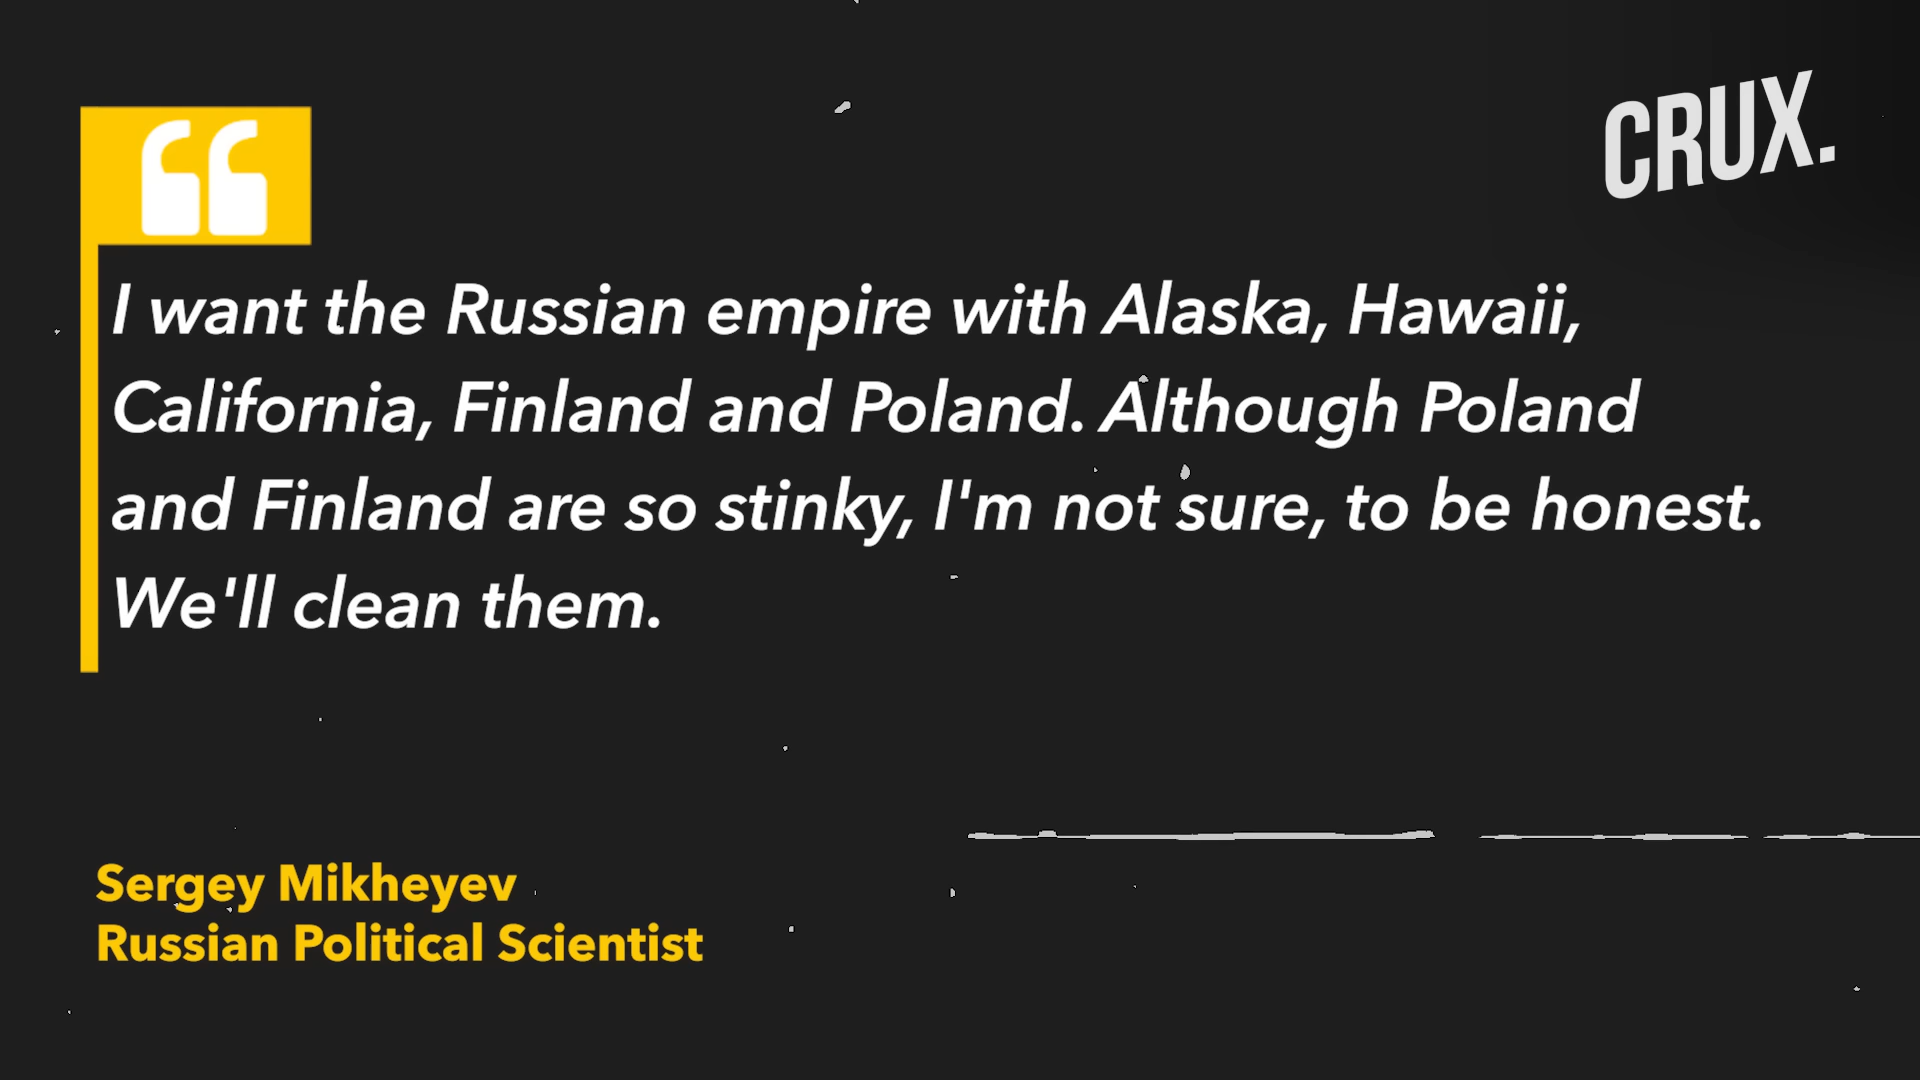 CRUX.
I want the Russian empire with Alaska, Hawaii,
California, Finland and Poland. Although Poland
and Finland are so stinky, I'm not sure, to be honest.
We'll clean them.
Sergey Mikheyev
Russian Political Scientist